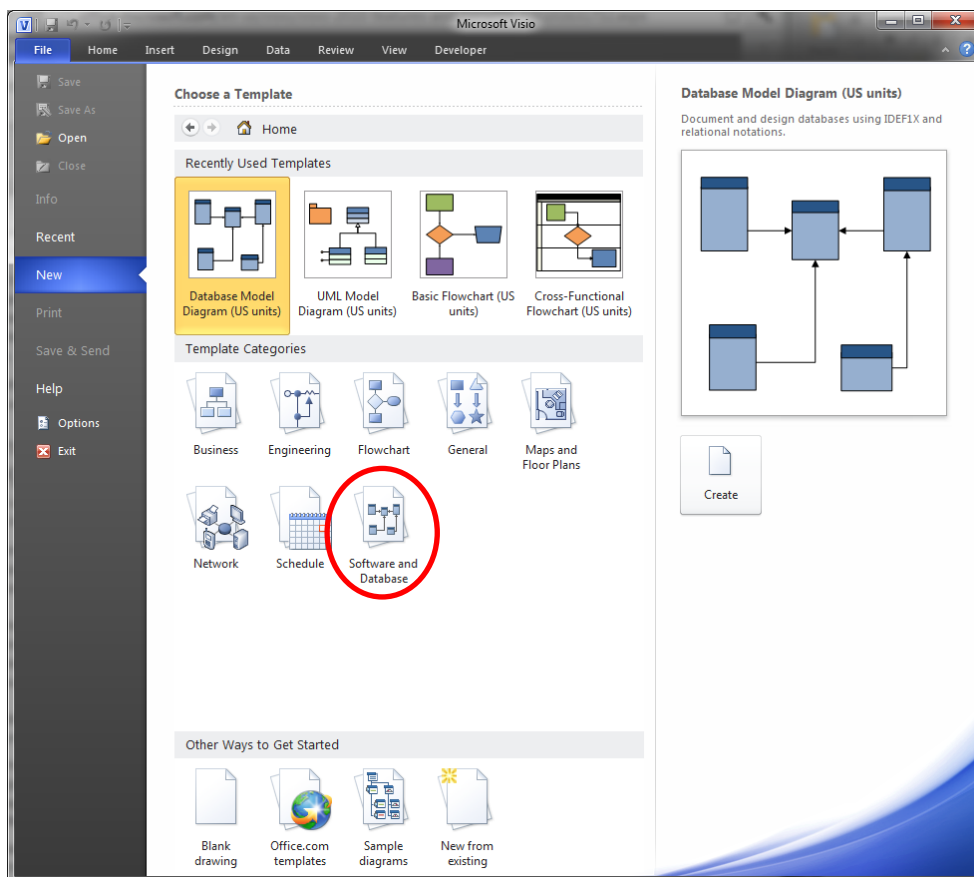 Microsoft Visio
File Home Insert Design Data Review View Developer
Save
Save As
Open
Close
Info
Recent
New
Print
Save & Send
Help
Options
Exit
Choose a Template
Home
Recently Used Templates
Database Model
Diagram (US units)
UML Model
Diagram (US units)
Basic Flowchart (US
units)
Cross-Functional
Flowchart (US units)
Template Categories
Business
Engineering
Flowchart
General
Maps and
Floor Plans
Network
Schedule
Software and
Database
Other Ways to Get Started
Blank
drawing
Office.com
templates
Sample
diagrams
New from
existing
Database Model Diagram (US units)
Document and design databases using IDEF1X and
relational notations.
Create